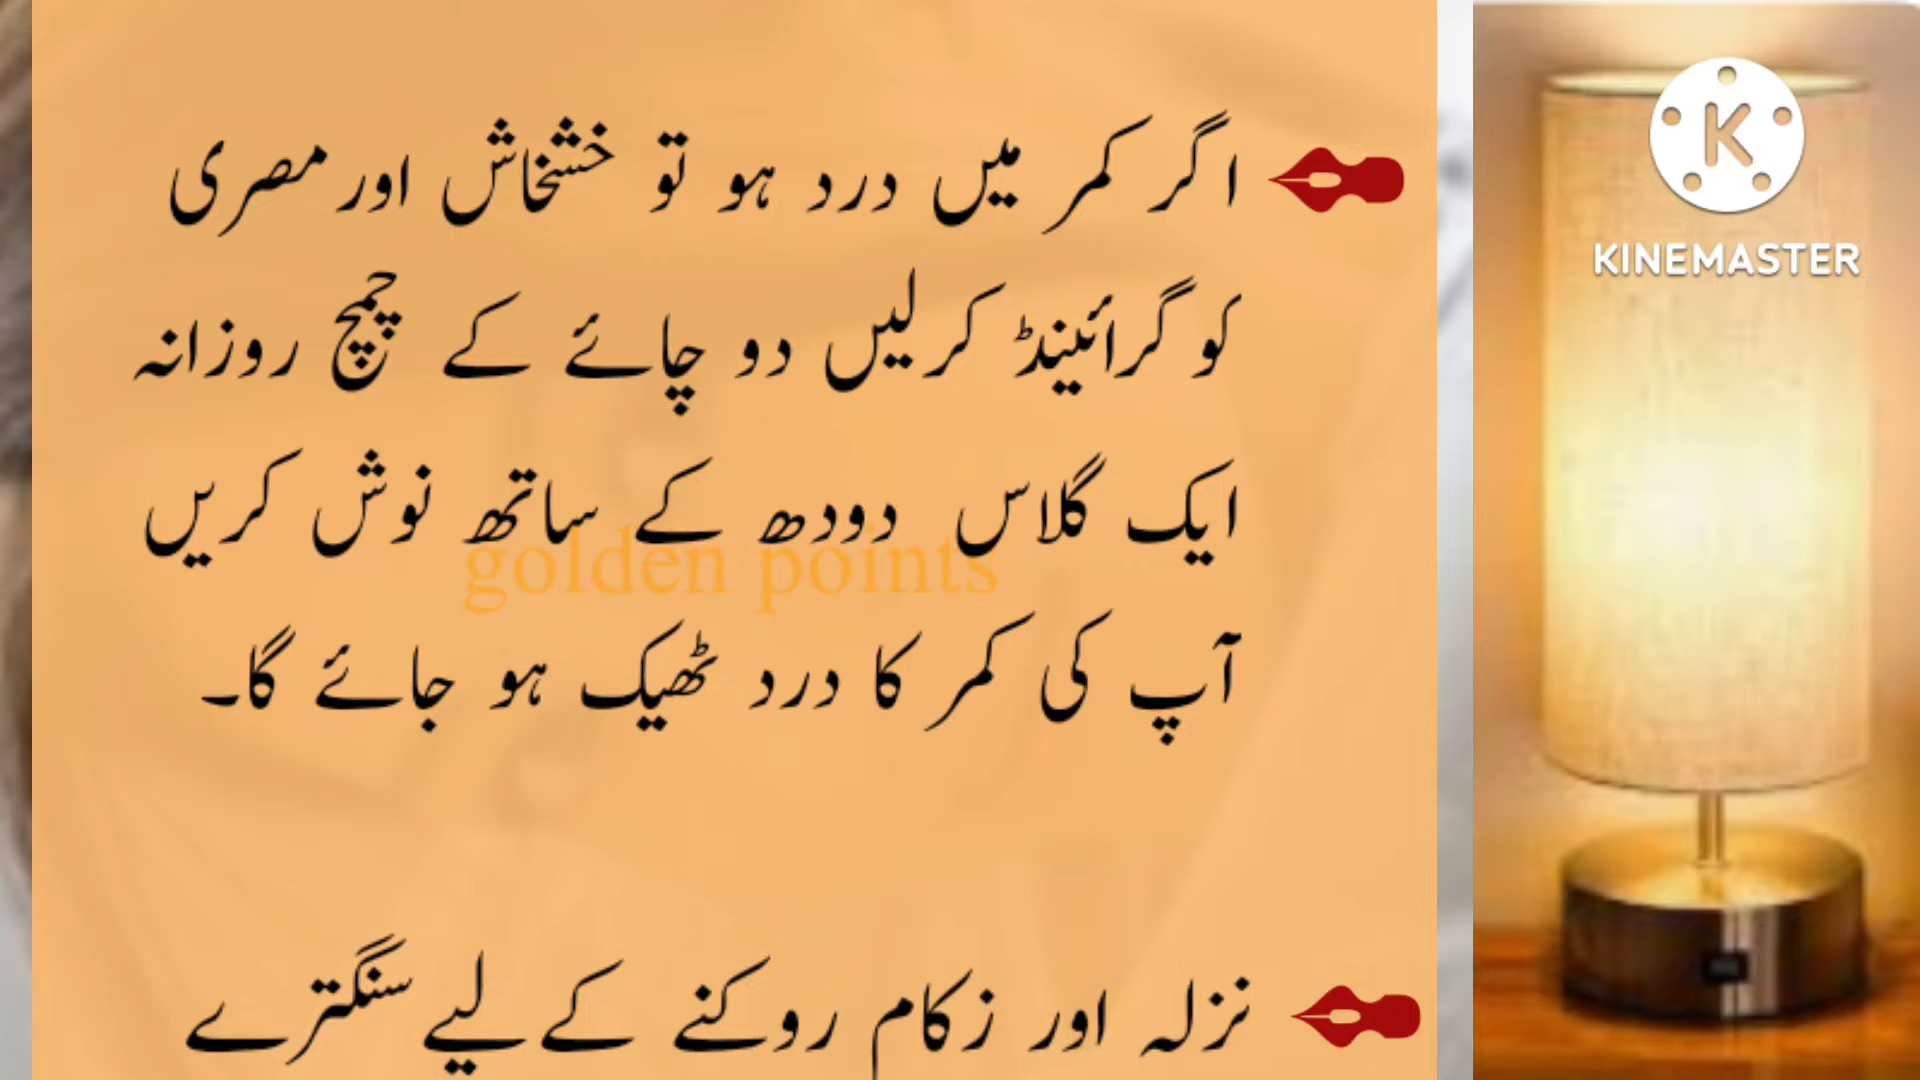 اگر کمر میں درد ہو تو خشخاش اور مصری
کو گرائینڈ کرلیں دو چائے کے چمچ روزانہ
ایک گلاس دودھ کے ساتھ نوش کریں
golden points
آپ کی کمر کا درد ٹھیک ہو جائے گا۔
نزلہ اور زکام روکنے کے لیے سنگترے
K
KINEMASTER